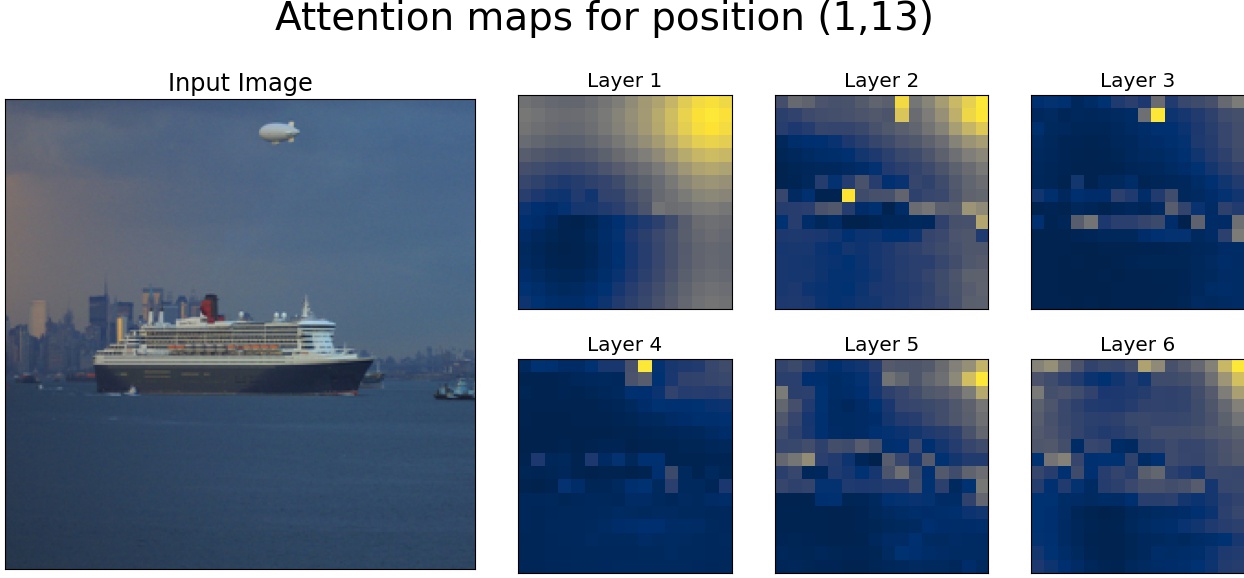 Attention maps for position (1,13)
Input Image
Layer 1
Layer 2
Layer 3
Layer 4
Layer 5
Layer 6